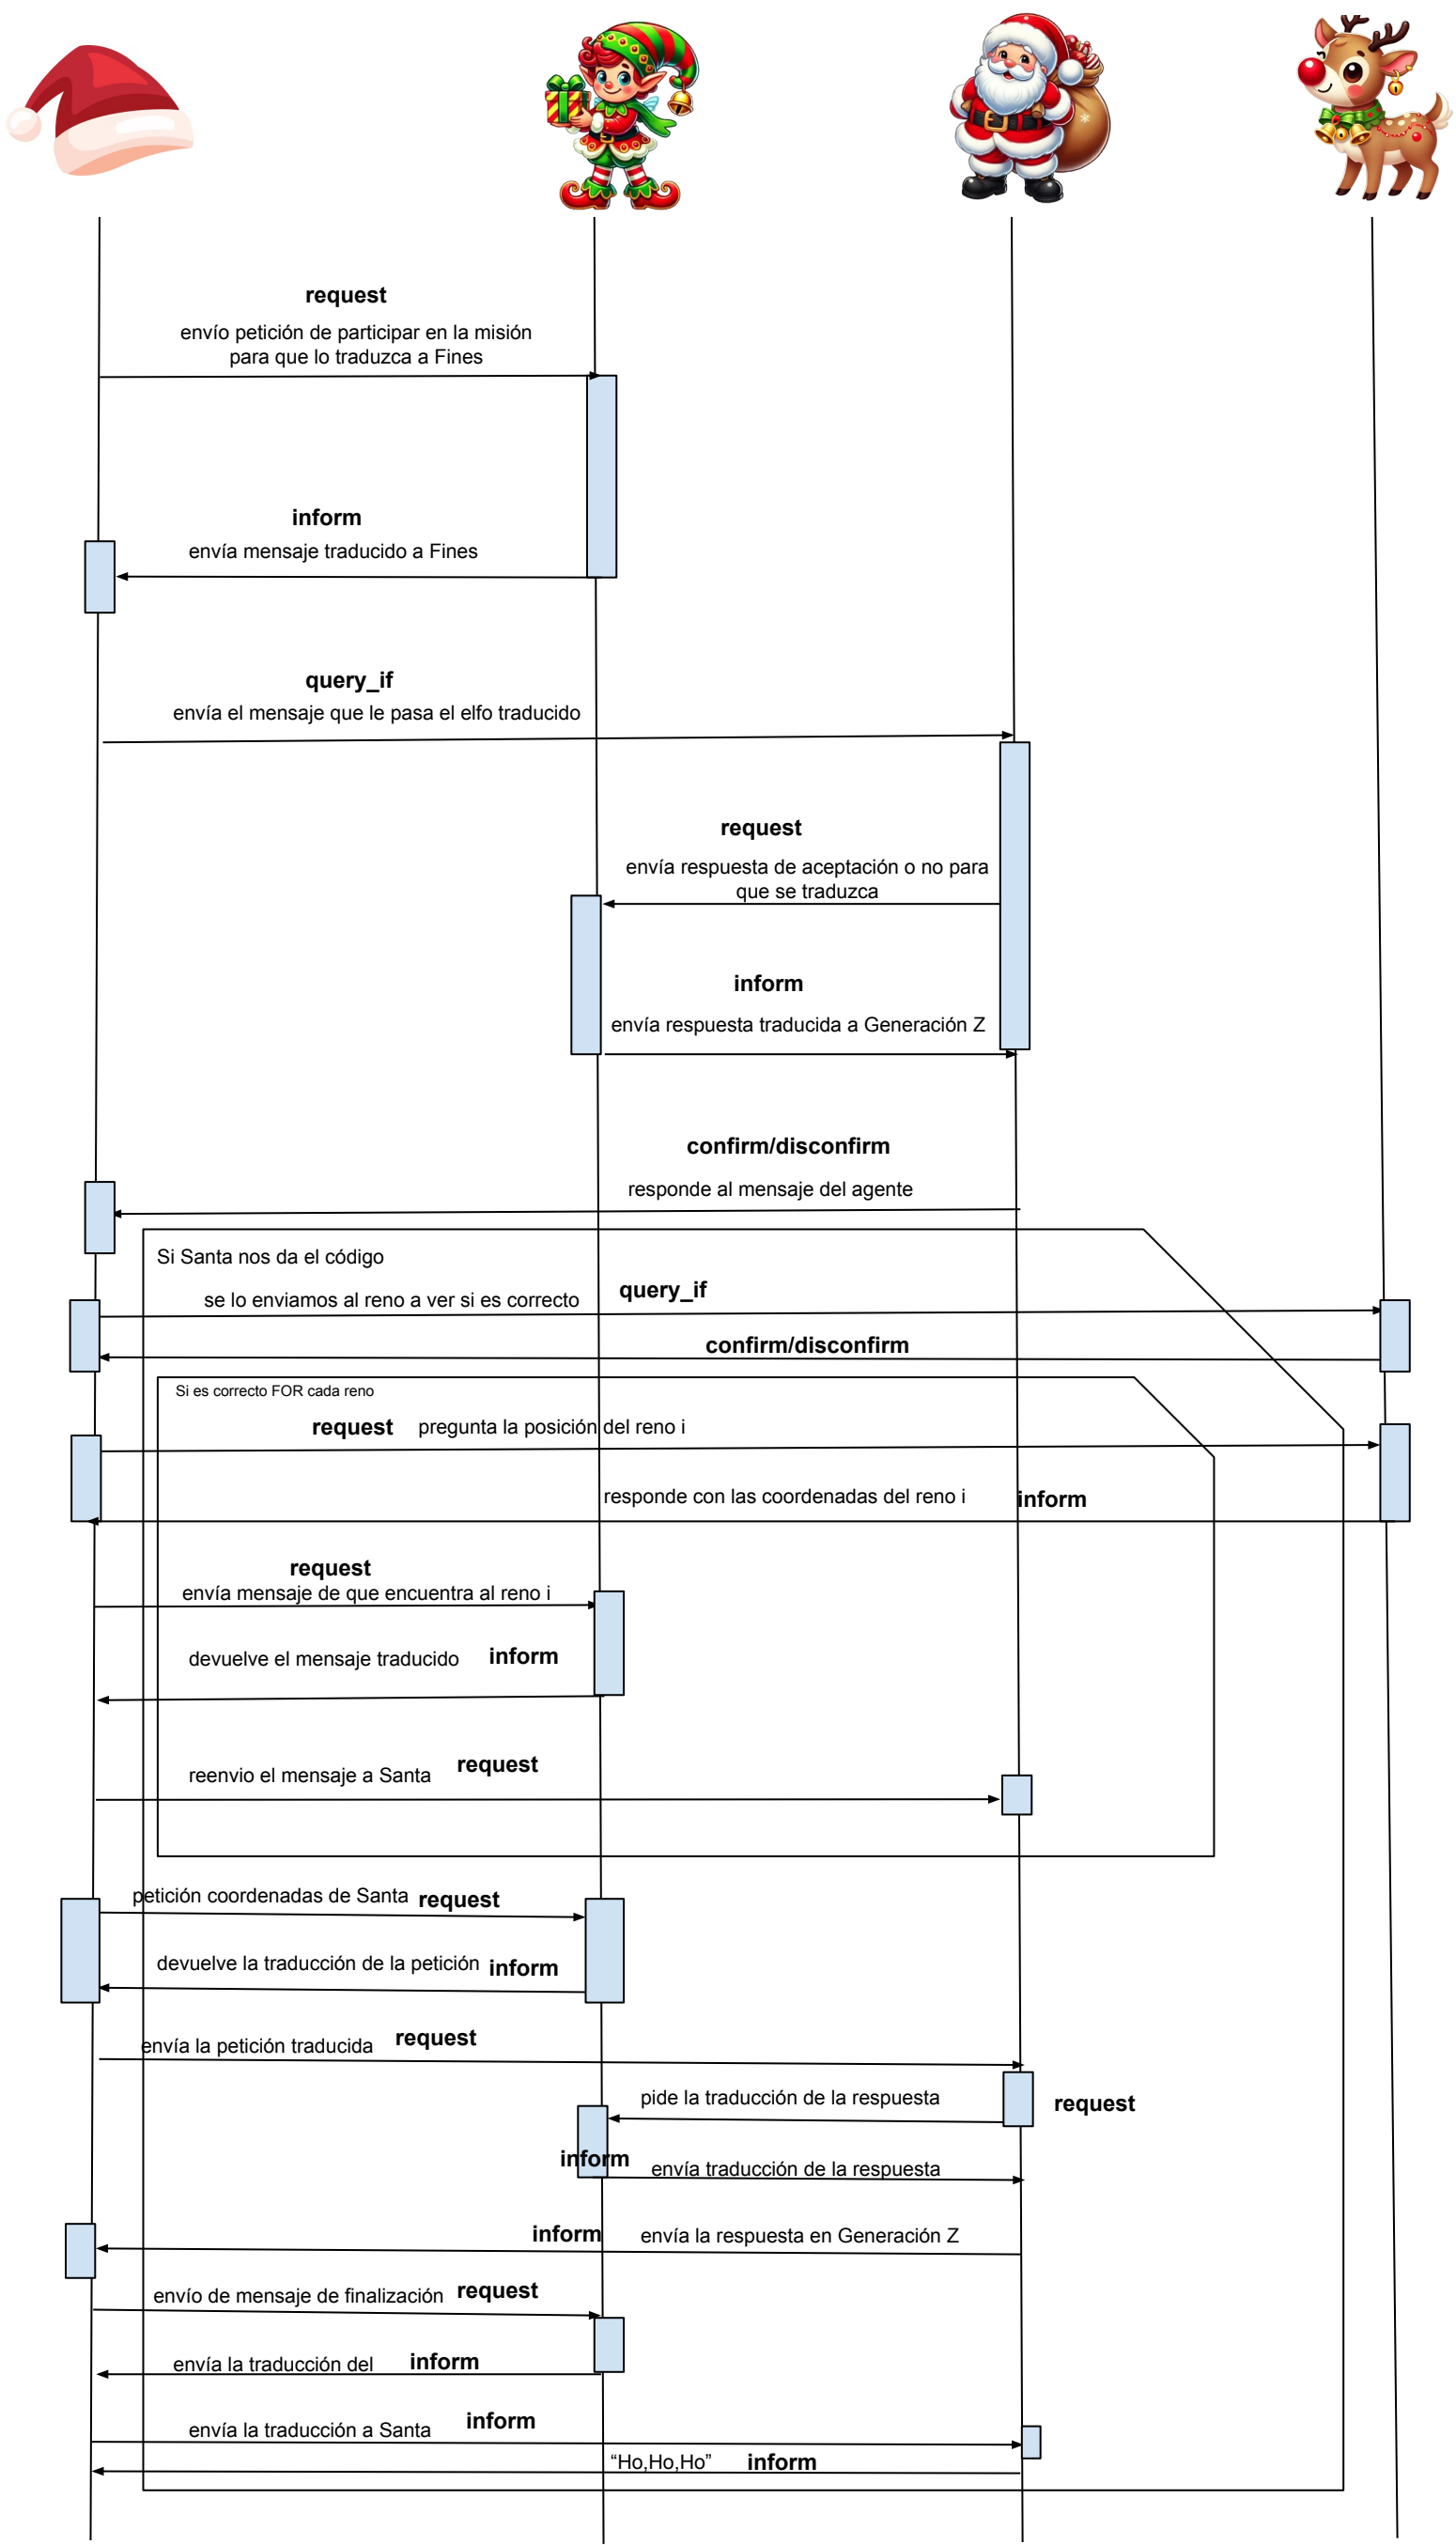 request
envío petición de participar en la misión
para que lo traduzca a Fines
inform
envía mensaje traducido a Fines
query_if
envía el mensaje que le pasa el elfo traducido
request
envía respuesta de aceptación o no para
que se traduzca
inform
envía respuesta traducida a Generación Z
confirm/disconfirm
responde al mensaje del agente
Si Santa nos da el código
se lo enviamos al reno a ver si es correcto query_if
confirm/disconfirm
Si es correcto FOR cada reno
request pregunta la posición del reno i
responde con las coordenadas del reno i inform
request
envía mensaje de que encuentra al reno i
devuelve el mensaje traducido inform
reenvio el mensaje a Santa request
petición coordenadas de Santa request
devuelve la traducción de la petición inform
envía la petición traducida request
pide la traducción de la respuesta request
inform envía traducción de la respuesta
inform envía la respuesta en Generación Z
envío de mensaje de finalización request
envía la traducción del inform
envía la traducción a Santa inform
“Ho,Ho,Ho” inform